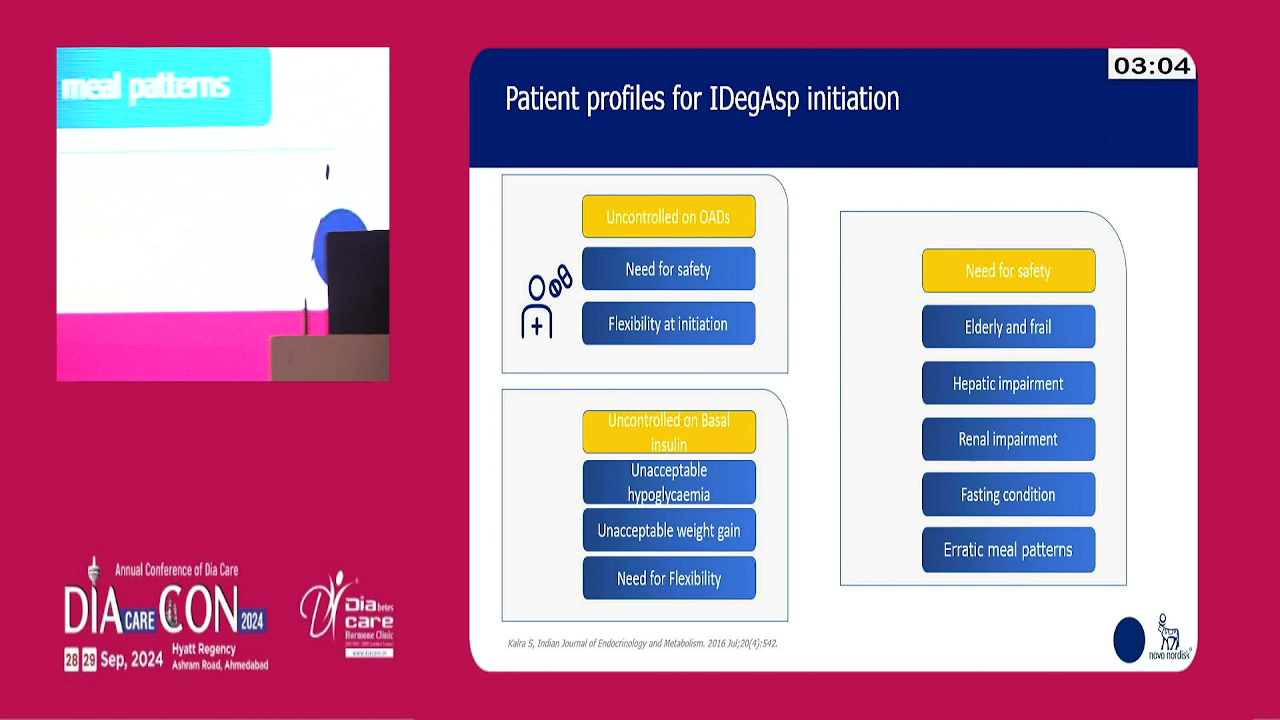 meal patterns
03:04
Patient profiles for IDegAsp initiation
Uncontrolled on OADs
Need for safety
Flexibility at initiation
Uncontrolled on Basal
insulin
Unacceptable
hypoglycaemia
Unacceptable weight gain
Need for Flexibility
Need for safety
Elderly and frail
Hepatic impairment
Renal impairment
Fasting condition
Erratic meal patterns
Kalra S, Indian Journal of Endocrinology and Metabolism. 2016 Jul;20(4):542.
novo nordisk®
Annual Conference of Dia Care
DIA CARE CON 2024
28 29 Sep, 2024
Hyatt Regency
Ashram Road, Ahmedabad
Diabetes
care
Hormone Clinic
www.diacare.in